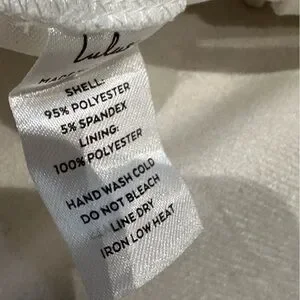 Lulus
SHELL:
95% POLYESTER
5% SPANDEX
LINING:
100% POLYESTER
HAND WASH COLD
DO NOT BLEACH
LINE DRY
IRON LOW HEAT